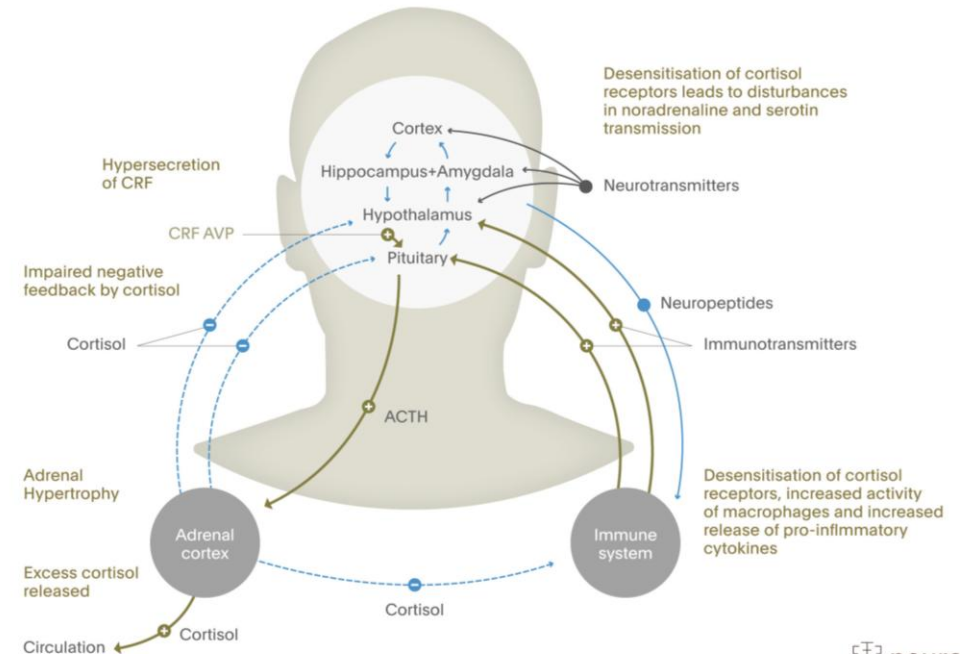 Desensitisation of cortisol
receptors leads to disturbances
in noradrenaline and serotin
transmission
Cortex
Hypersecretion
of CRF
Hippocampus+Amygdala
Neurotransmitters
Hypothalamus
CRF AVP
Pituitary
Impaired negative
feedback by cortisol
Neuropeptides
Cortisol
Immunotransmitters
ACTH
Adrenal
Hypertrophy
Desensitisation of cortisol
receptors, increased activity
of macrophages and increased
release of pro-inflmmatory
cytokines
Adrenal
cortex
Immune
system
Excess cortisol
released
Cortisol
Cortisol
Circulation